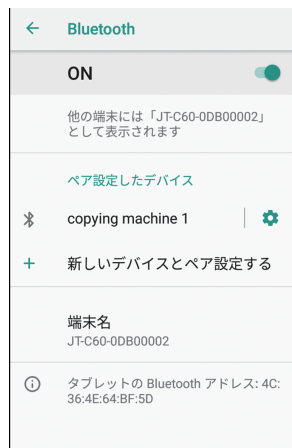 Bluetooth
ON
他の端末には「JT-C60-0DB00002」
として表示されます
ペア設定したデバイス
copying machine 1
新しいデバイスとペア設定する
端末名
JT-C60-0DB00002
タブレットの Bluetooth アドレス: 4C:
36:4E:64:BF:5D